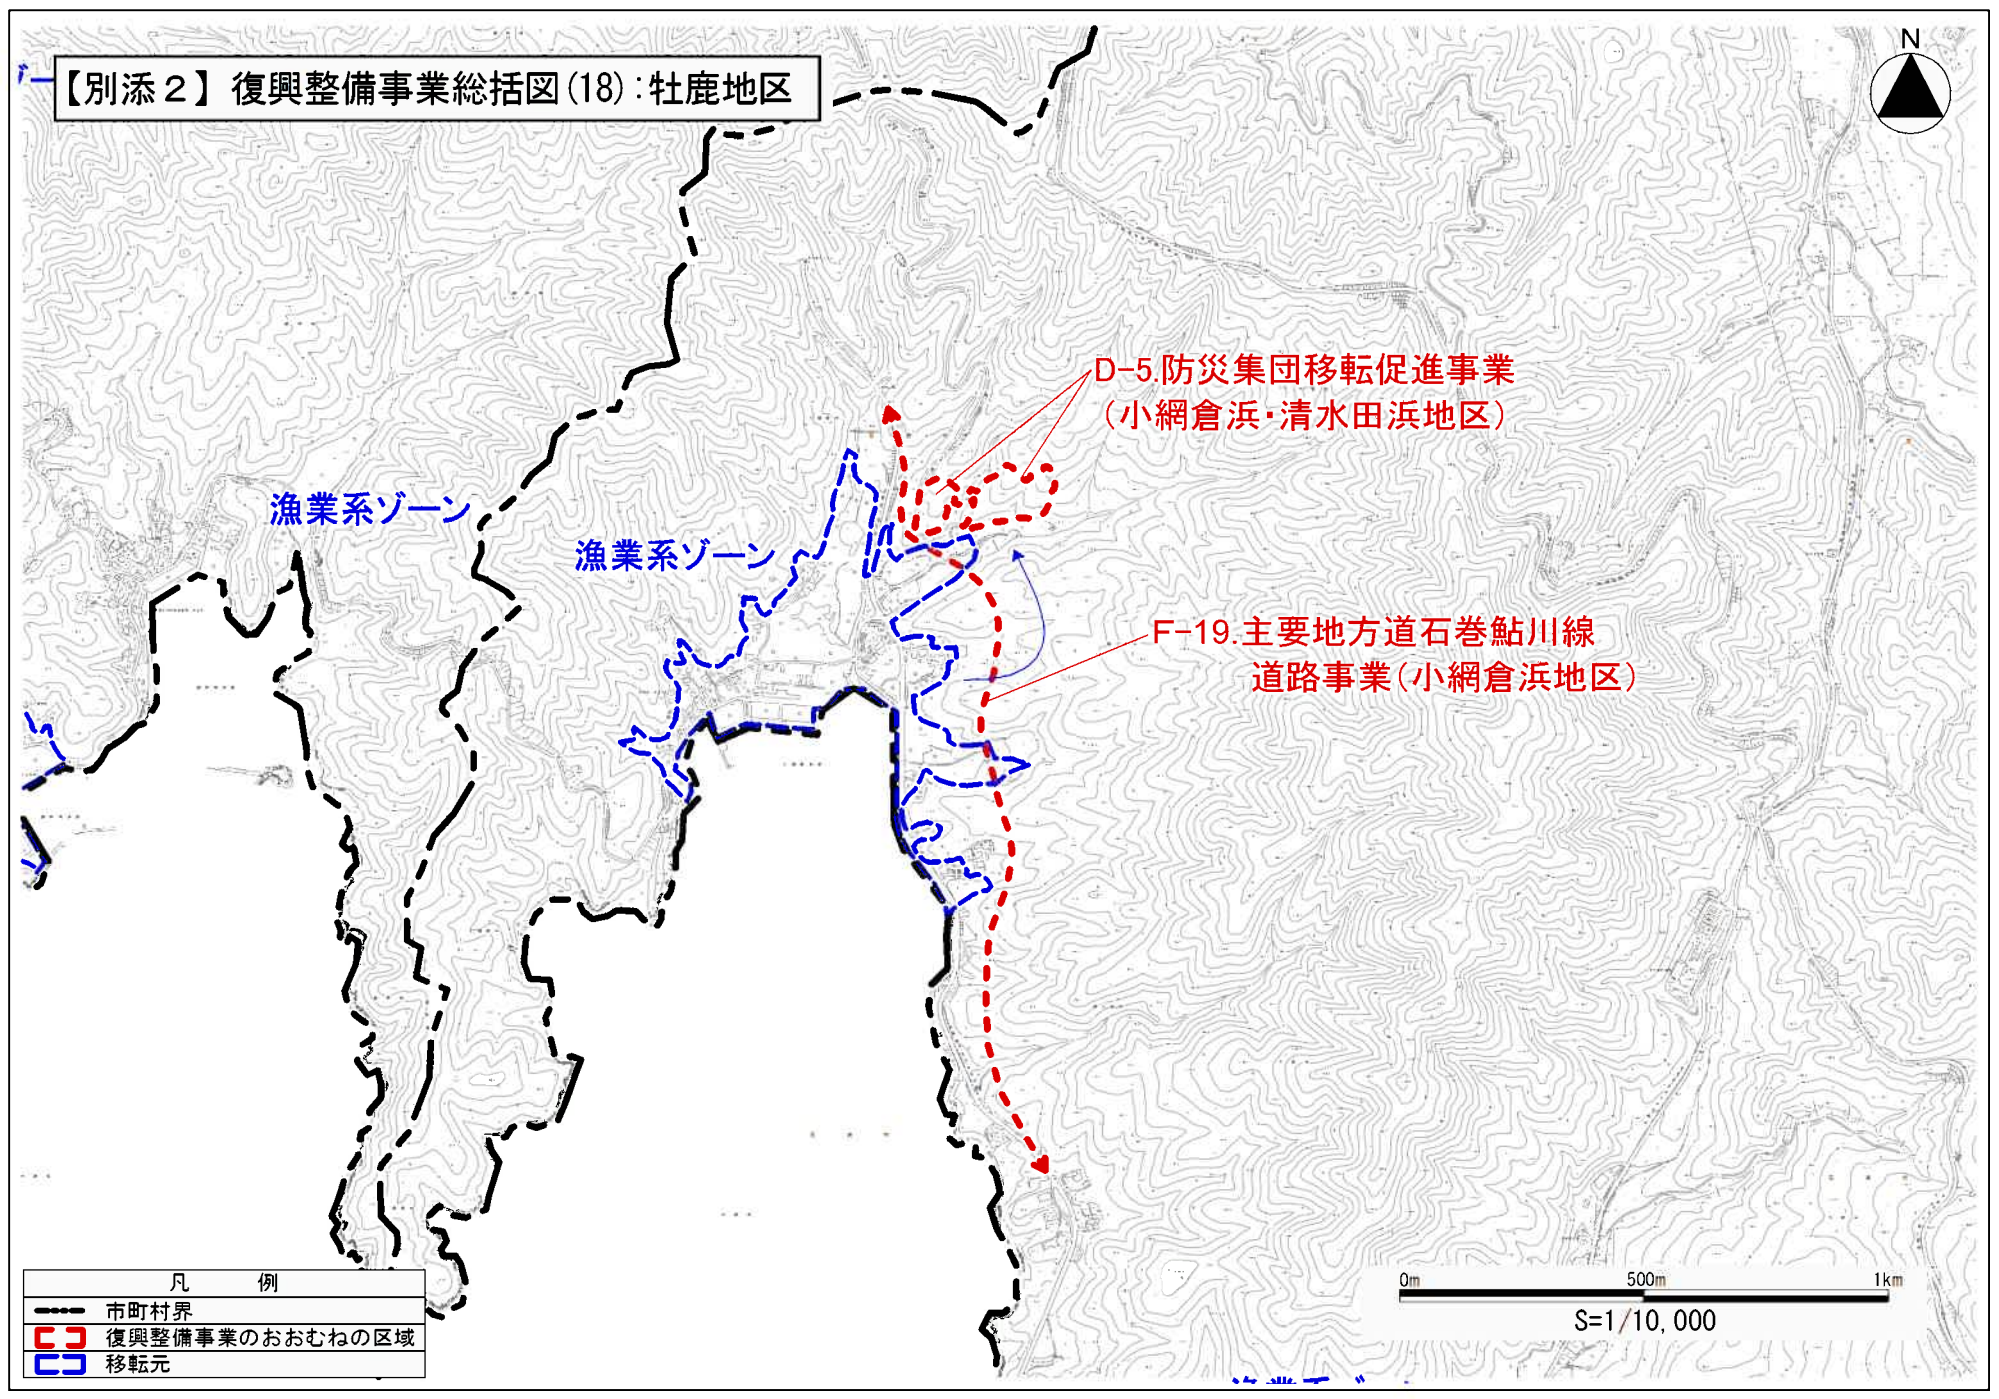 【別添２】復興整備事業総括図(18)：牡鹿地区
N
D-5.防災集団移転促進事業
（小網倉浜・清水田浜地区）
漁業系ゾーン
漁業系ゾーン
F-19.主要地方道石巻鮎川線
道路事業（小網倉浜地区）
凡　例
市町村界
復興整備事業のおおむねの区域
移転元
0m 500m 1km
S=1/10,000